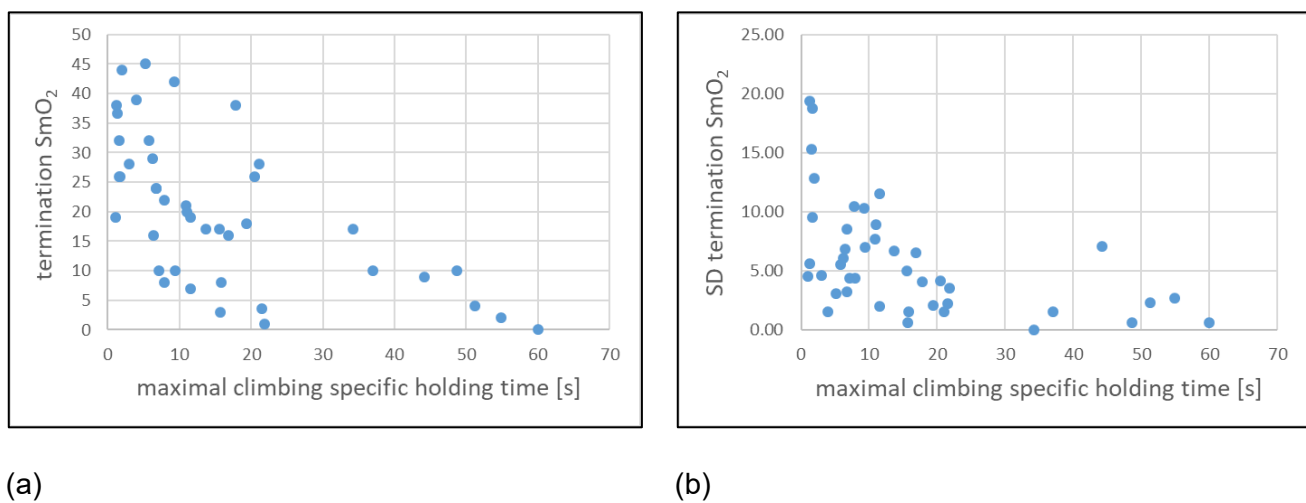 termination SmO₂
50
45
40
35
30
25
20
15
10
5
0
0 10 20 30 40 50 60 70
maximal climbing specific holding time [s]
(a)
SD termination SmO₂
25.00
20.00
15.00
10.00
5.00
0.00
0 10 20 30 40 50 60 70
maximal climbing specific holding time [s]
(b)